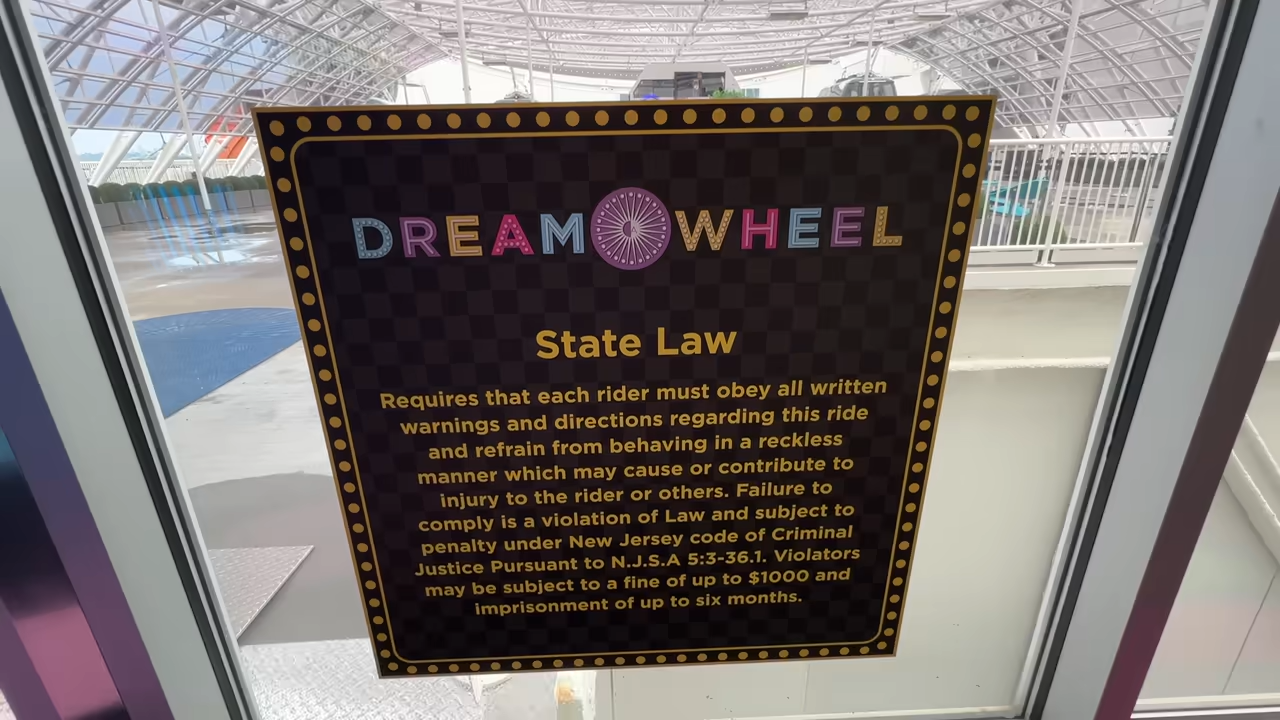 DREAM WHEEL
State Law
Requires that each rider must obey all written
warnings and directions regarding this ride
and refrain from behaving in a reckless
manner which may cause or contribute to
injury to the rider or others. Failure to
comply is a violation of Law and subject to
penalty under New Jersey code of Criminal
Justice Pursuant to N.J.S.A 5:3-36.1. Violators
may be subject to a fine of up to $1000 and
imprisonment of up to six months.